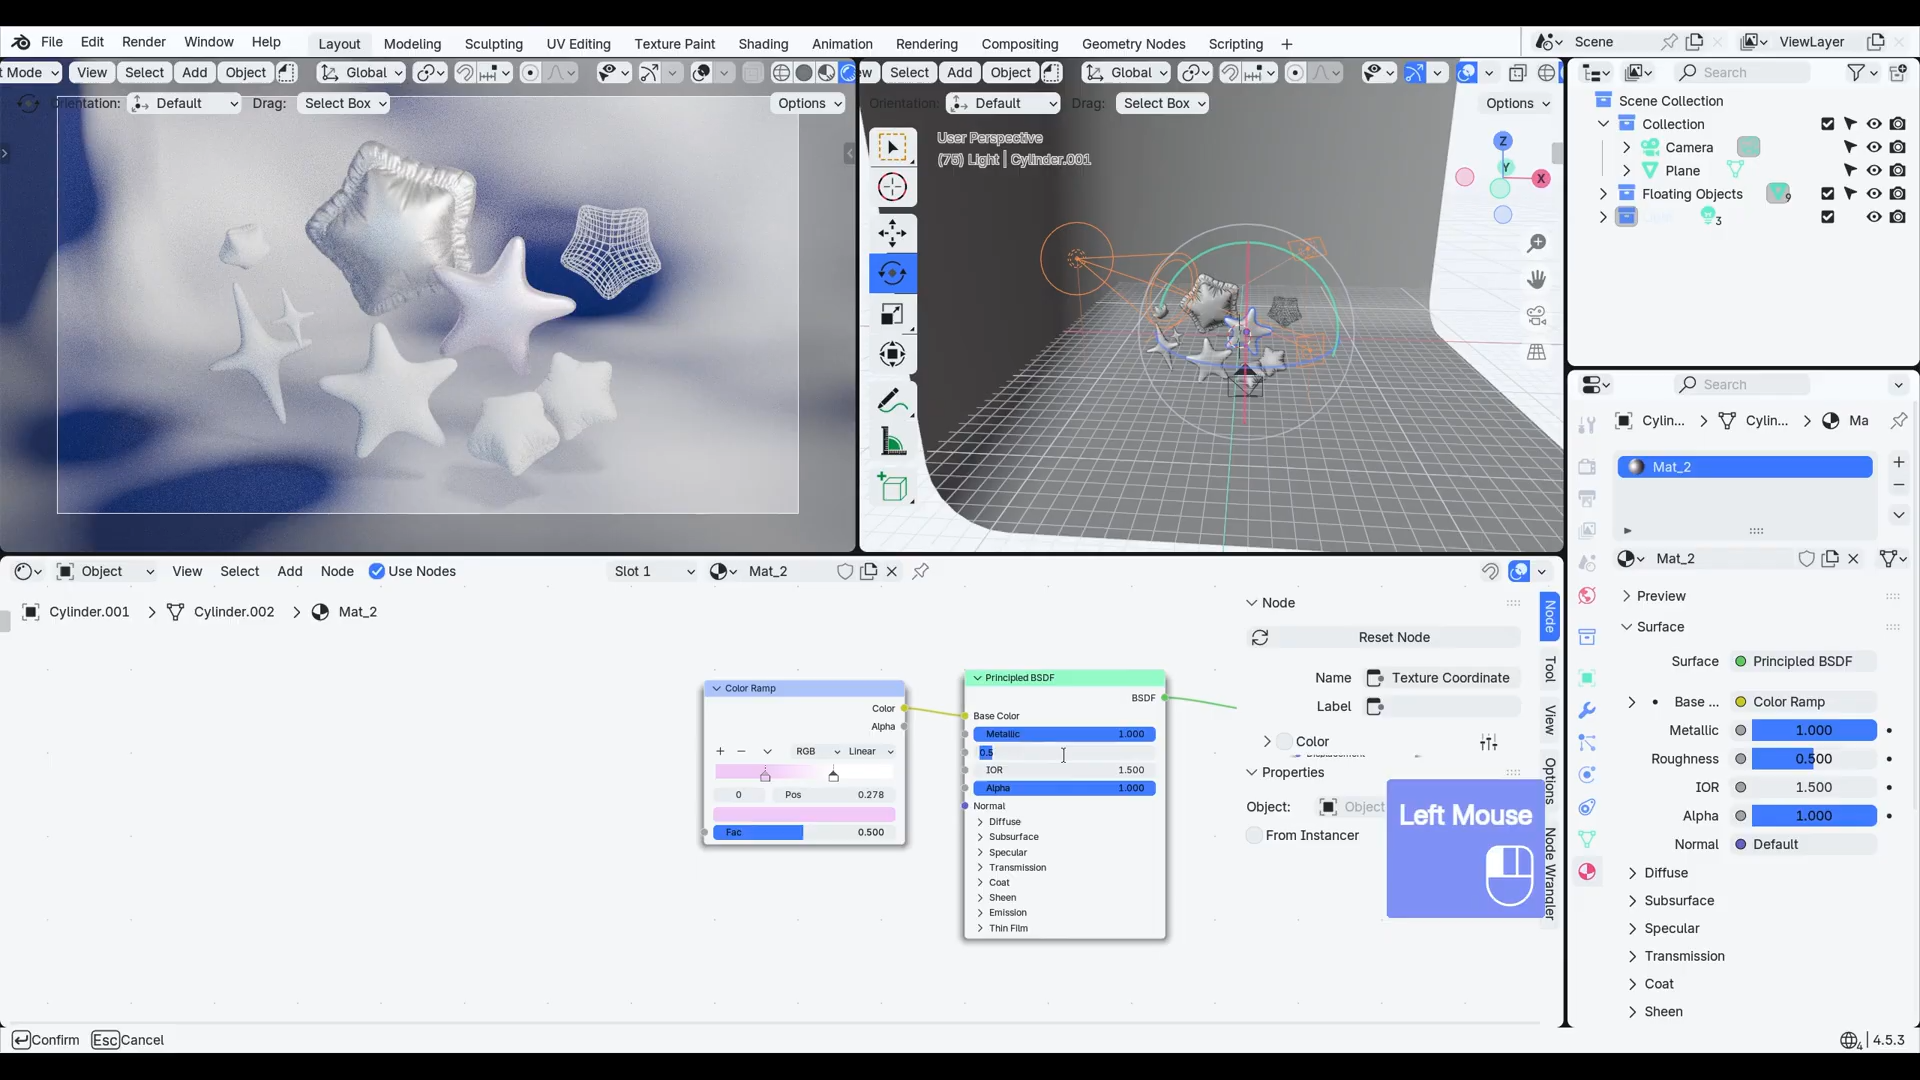 File Edit Render Window Help Layout Modeling Sculpting UV Editing Texture Paint Shading Animation Rendering Compositing Geometry Nodes Scripting + Scene ViewLayer
t Mode View Select Add Object Global
ew Select Add Object Global
Search
Orientation: Default Drag: Select Box Options
Orientation: Default Drag: Select Box Options
Scene Collection
Collection
Camera
Plane
Floating Objects 9
3
User Perspective
(75) Light | Cylinder.001
Z
Y
X
Search
Cylin... > Cylin... > Ma
Mat_2
Mat_2
Preview
Surface
Surface Principled BSDF
Base ... Color Ramp
Metallic 1.000
Roughness 0.500
IOR 1.500
Alpha 1.000
Normal Default
Diffuse
Subsurface
Specular
Transmission
Coat
Sheen
Object View Select Add Node Use Nodes Slot 1 Mat_2
Cylinder.001 > Cylinder.002 > Mat_2
Color Ramp
Color
Alpha
+ − RGB Linear
0 Pos 0.278
Fac 0.500
Principled BSDF
BSDF
Base Color
Metallic 1.000
0.5
IOR 1.500
Alpha 1.000
Normal
Diffuse
Subsurface
Specular
Transmission
Coat
Sheen
Emission
Thin Film
Node
Reset Node
Name Texture Coordinate
Label
Color
Properties
Object: Object
From Instancer
Node
Tool
View
Options
Node Wrangler
Left Mouse
Confirm Esc Cancel
4.5.3